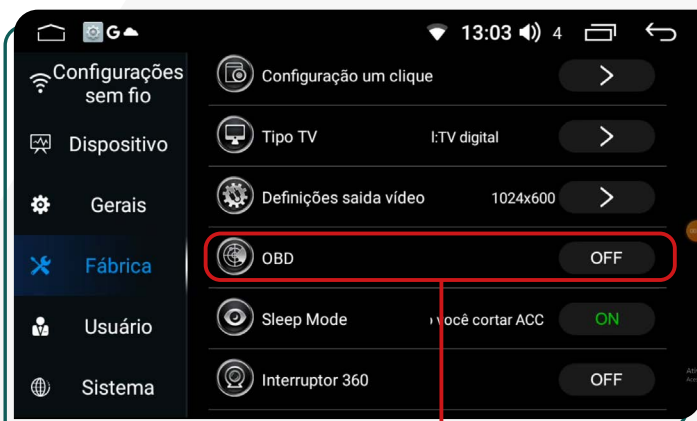 G
13:03 4
Configurações
sem fio
Dispositivo
Gerais
Fábrica
Usuário
Sistema
Configuração um clique
Tipo TV l:TV digital
Definições saida vídeo 1024x600
OBD OFF
Sleep Mode você cortar ACC ON
Interruptor 360 OFF